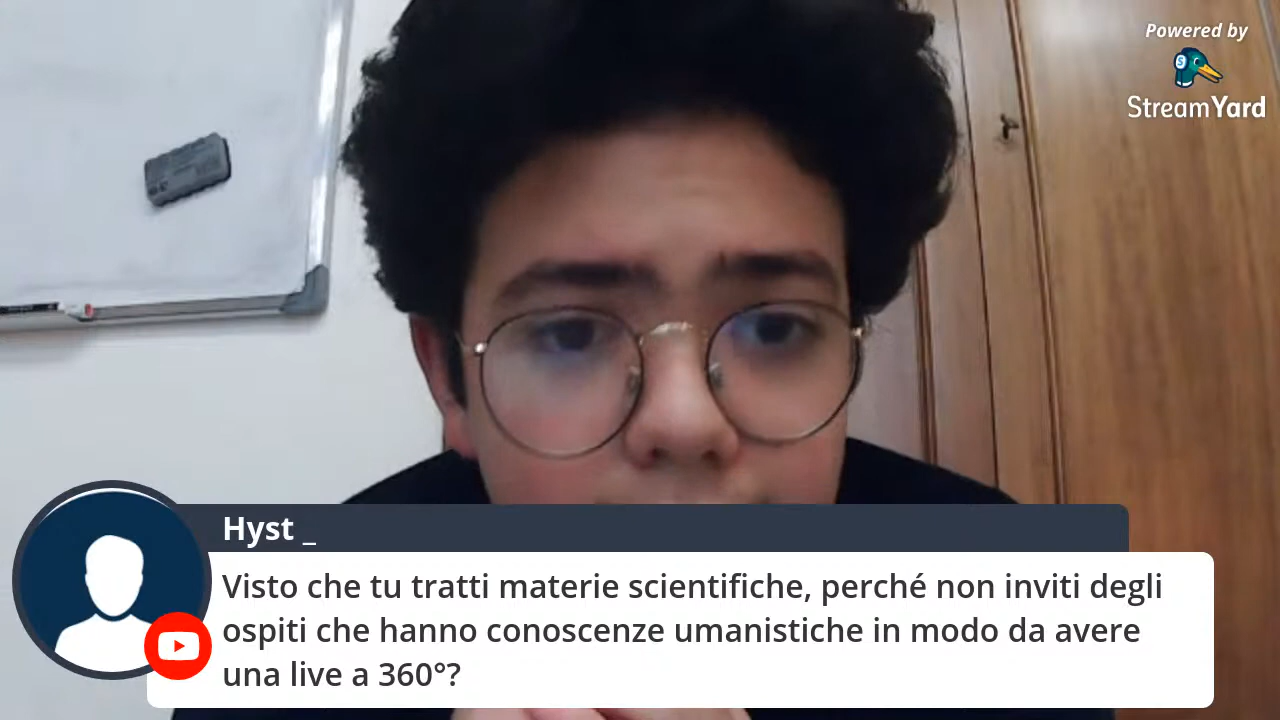 Powered by
StreamYard
Hyst _
Visto che tu tratti materie scientifiche, perché non inviti degli
ospiti che hanno conoscenze umanistiche in modo da avere
una live a 360°?